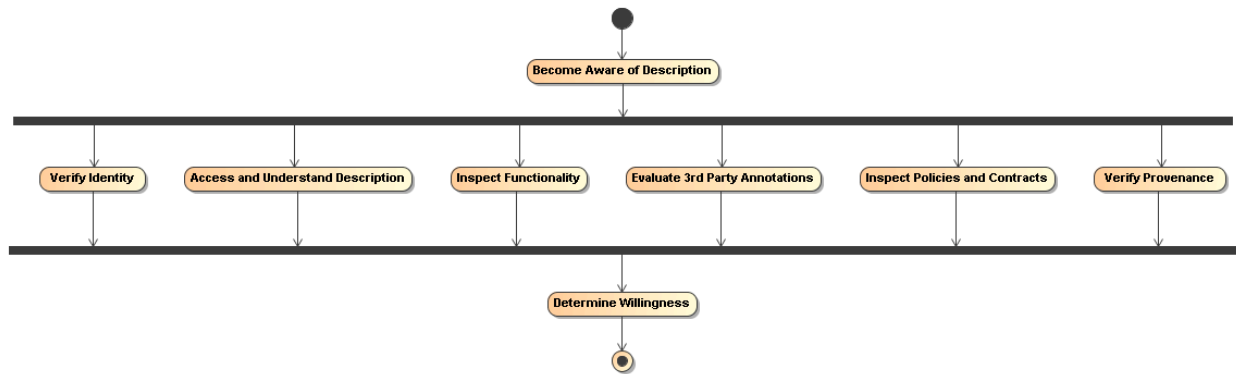 Become Aware of Description
Verify Identity
Access and Understand Description
Inspect Functionality
Evaluate 3rd Party Annotations
Inspect Policies and Contracts
Verify Provenance
Determine Willingness